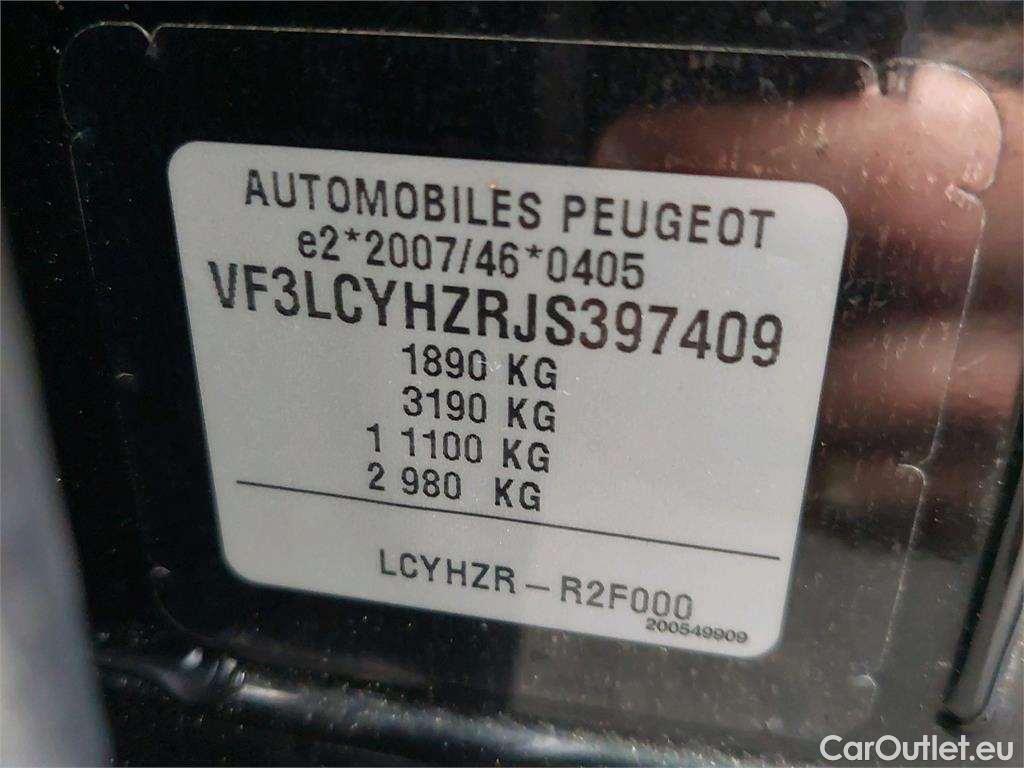 AUTOMOBILES PEUGEOT
e2*2007/46*0405
VF3LCYHZRJS397409
1890 KG
3190 KG
1 1100 KG
2 980 KG
LCYHZR – R2F000
200549909
CarOutlet.eu